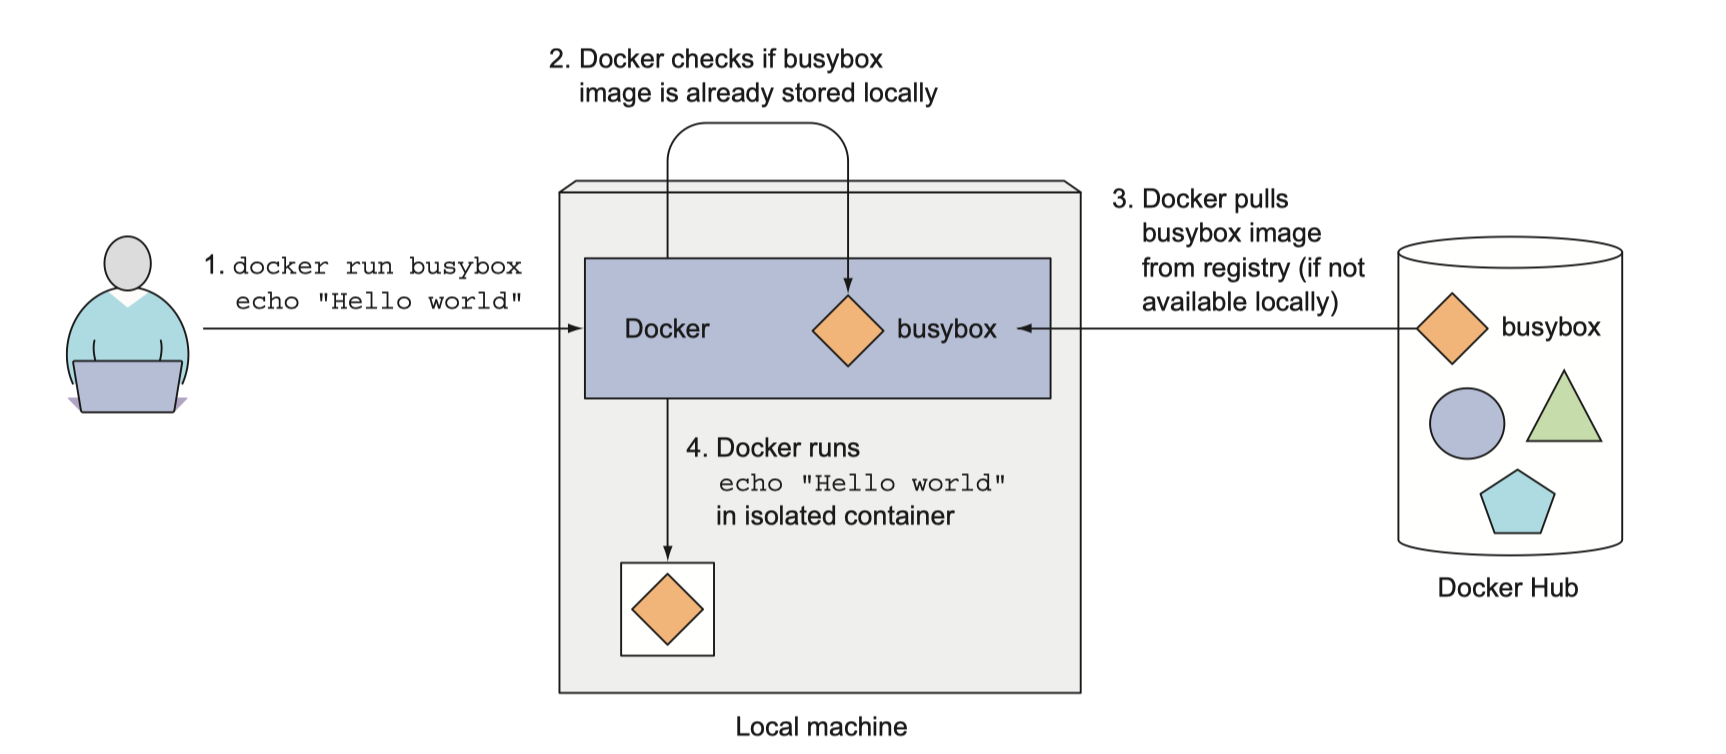 2. Docker checks if busybox
image is already stored locally
3. Docker pulls
busybox image
from registry (if not
available locally)
1. docker run busybox
echo "Hello world"
Docker
busybox
busybox
4. Docker runs
echo "Hello world"
in isolated container
Docker Hub
Local machine